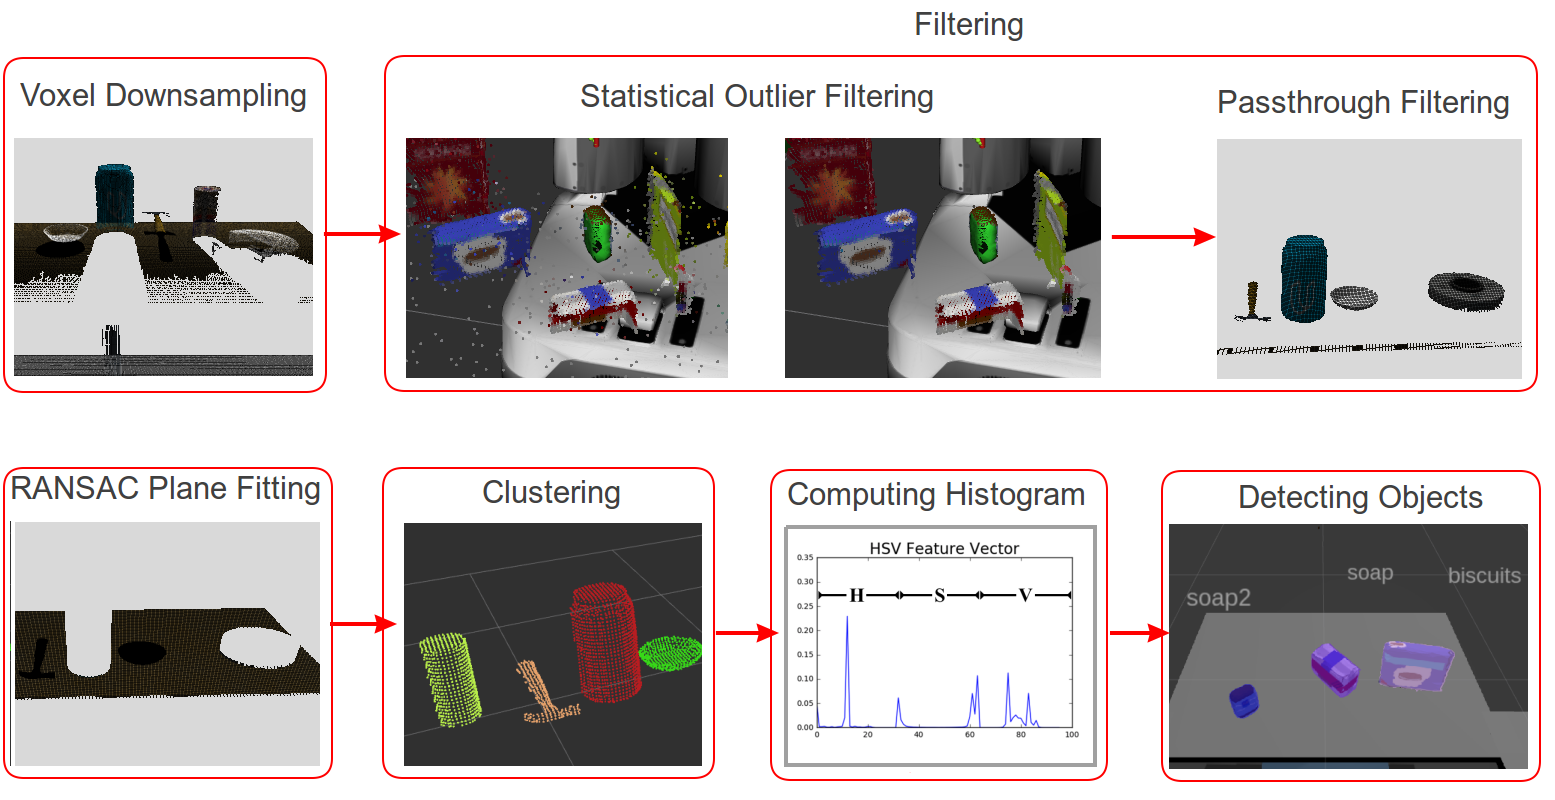 Filtering
Voxel Downsampling
Statistical Outlier Filtering
Passthrough Filtering
RANSAC Plane Fitting
Clustering
Computing Histogram
HSV Feature Vector
0.35
0.30
0.25
0.20
0.15
0.10
0.05
0.00
H S V
0 20 40 60 80 100
Detecting Objects
soap
biscuits
soap2